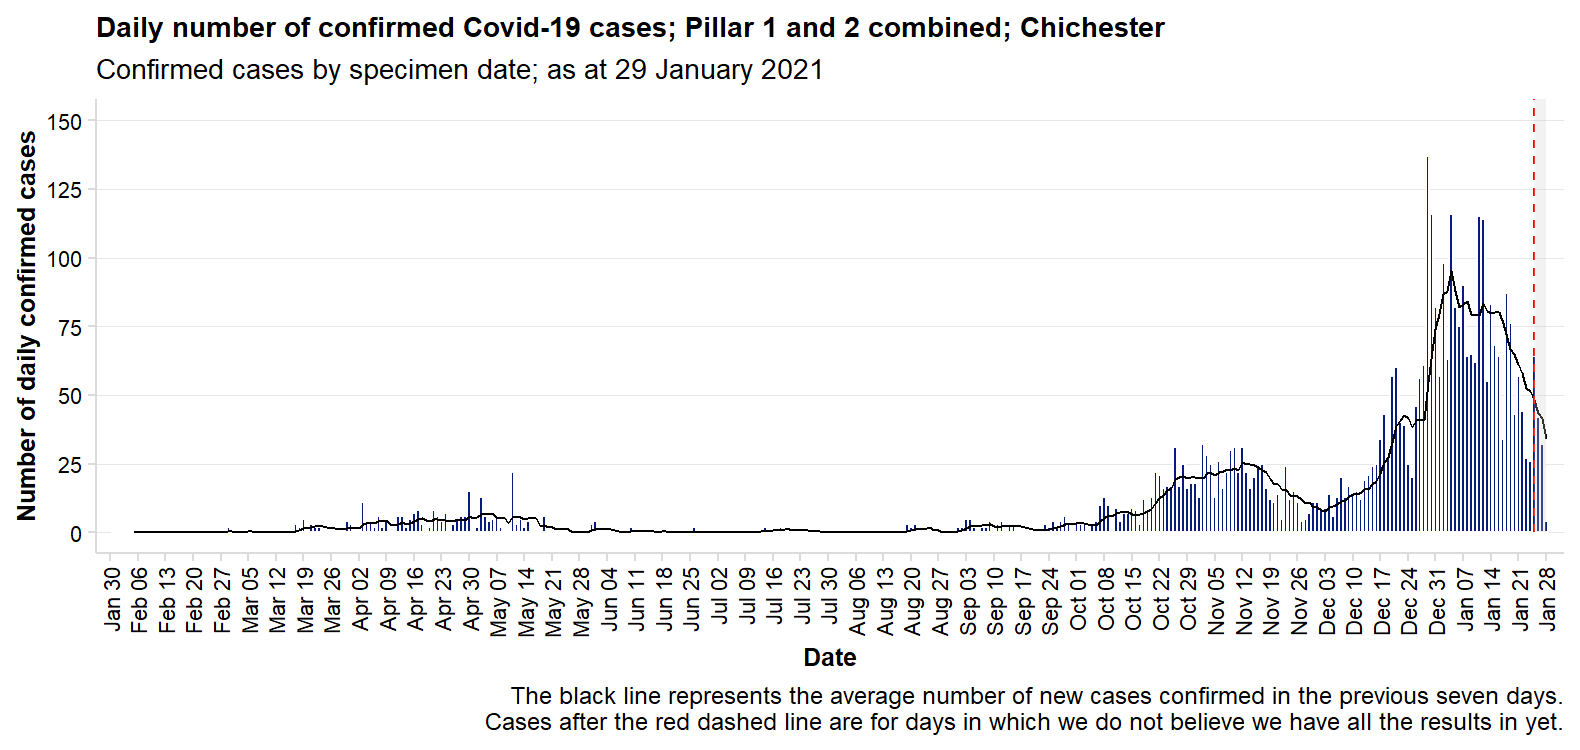 Daily number of confirmed Covid-19 cases; Pillar 1 and 2 combined; Chichester
Confirmed cases by specimen date; as at 29 January 2021
Number of daily confirmed cases
150
125
100
75
50
25
0
Jan 30
Feb 06
Feb 13
Feb 20
Feb 27
Mar 05
Mar 12
Mar 19
Mar 26
Apr 02
Apr 09
Apr 16
Apr 23
Apr 30
May 07
May 14
May 21
May 28
Jun 04
Jun 11
Jun 18
Jun 25
Jul 02
Jul 09
Jul 16
Jul 23
Jul 30
Aug 06
Aug 13
Aug 20
Aug 27
Sep 03
Sep 10
Sep 17
Sep 24
Oct 01
Oct 08
Oct 15
Oct 22
Oct 29
Nov 05
Nov 12
Nov 19
Nov 26
Dec 03
Dec 10
Dec 17
Dec 24
Dec 31
Jan 07
Jan 14
Jan 21
Jan 28
Date
The black line represents the average number of new cases confirmed in the previous seven days.
Cases after the red dashed line are for days in which we do not believe we have all the results in yet.